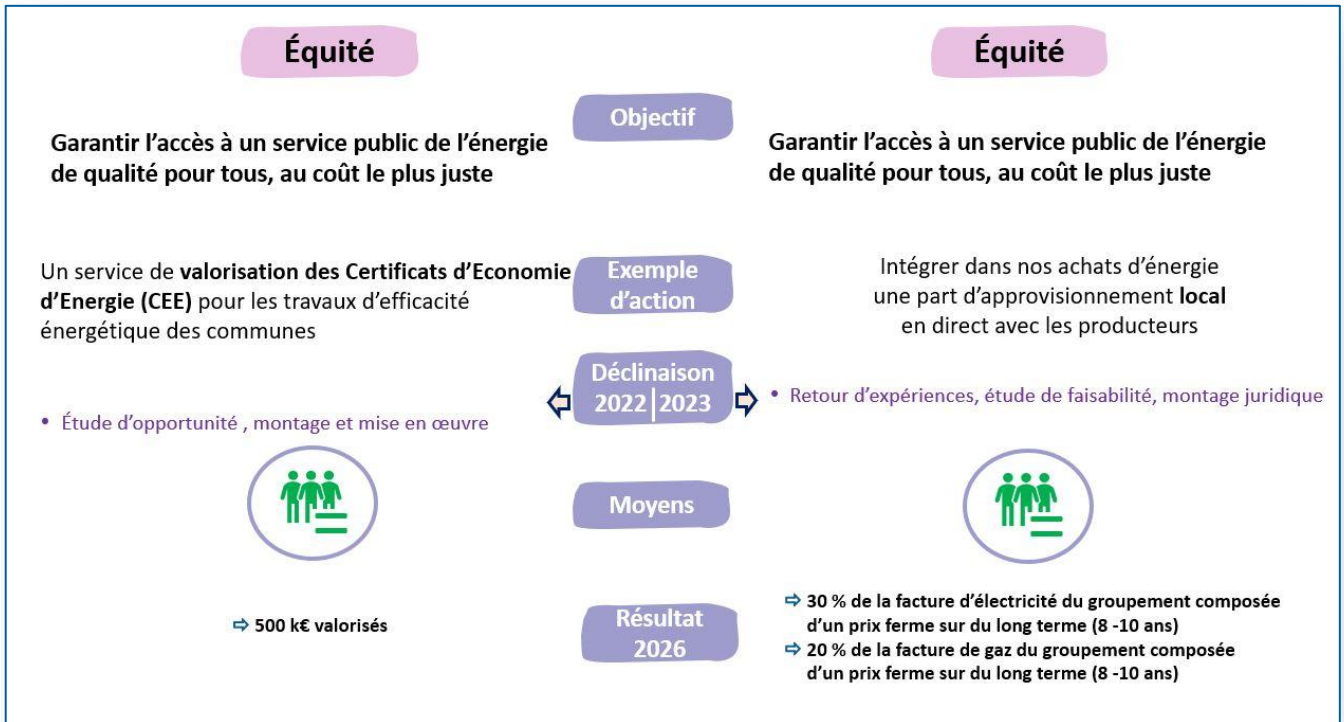 Équité
Équité
Objectif
Garantir l’accès à un service public de l’énergie
de qualité pour tous, au coût le plus juste
Garantir l’accès à un service public de l’énergie
de qualité pour tous, au coût le plus juste
Exemple
d’action
Un service de valorisation des Certificats d’Economie
d’Energie (CEE) pour les travaux d’efficacité
énergétique des communes
Intégrer dans nos achats d’énergie
une part d’approvisionnement local
en direct avec les producteurs
Déclinaison
2022 | 2023
• Étude d’opportunité , montage et mise en œuvre
• Retour d’expériences, étude de faisabilité, montage juridique
Moyens
Résultat
2026
⇨ 500 k€ valorisés
⇨ 30 % de la facture d’électricité du groupement composée
d’un prix ferme sur du long terme (8 -10 ans)
⇨ 20 % de la facture de gaz du groupement composée
d’un prix ferme sur du long terme (8 -10 ans)